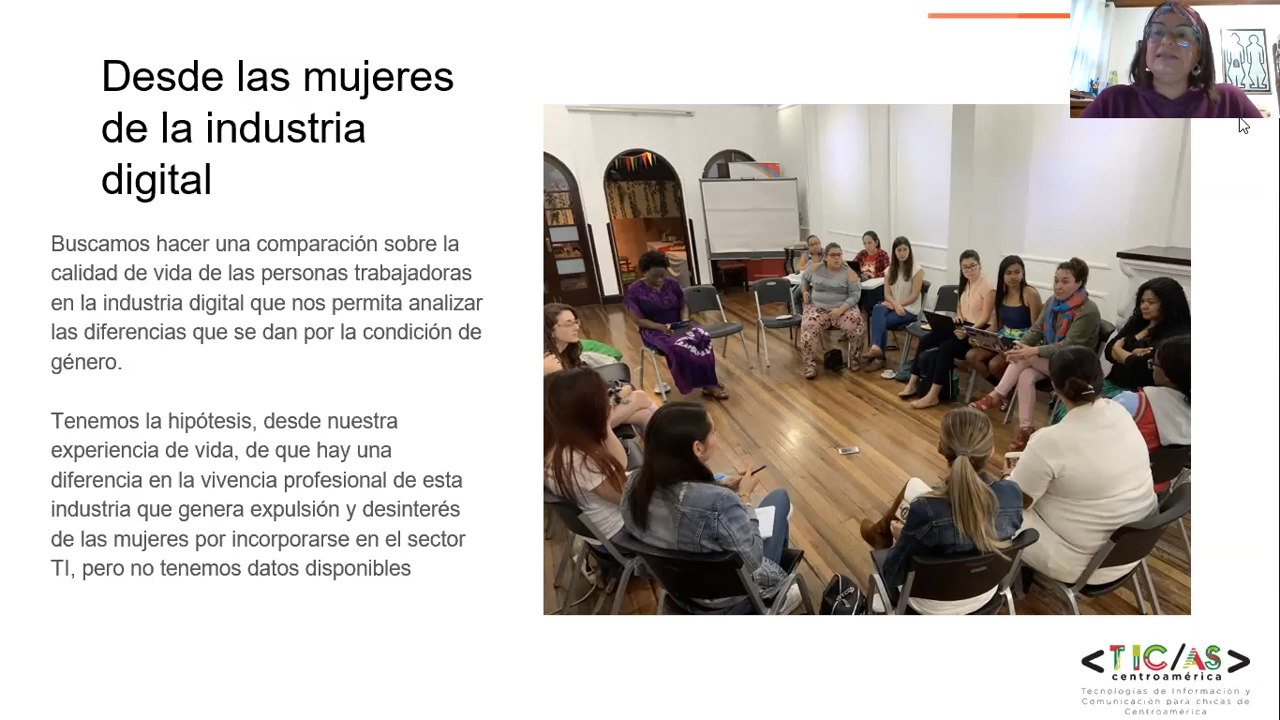 Desde las mujeres
de la industria
digital
Buscamos hacer una comparación sobre la
calidad de vida de las personas trabajadoras
en la industria digital que nos permita analizar
las diferencias que se dan por la condición de
género.
Tenemos la hipótesis, desde nuestra
experiencia de vida, de que hay una
diferencia en la vivencia profesional de esta
industria que genera expulsión y desinterés
de las mujeres por incorporarse en el sector
TI, pero no tenemos datos disponibles
<TIC/AS>
centroamérica
Tecnologías de Información y
Comunicación para chicas de
Centroamérica